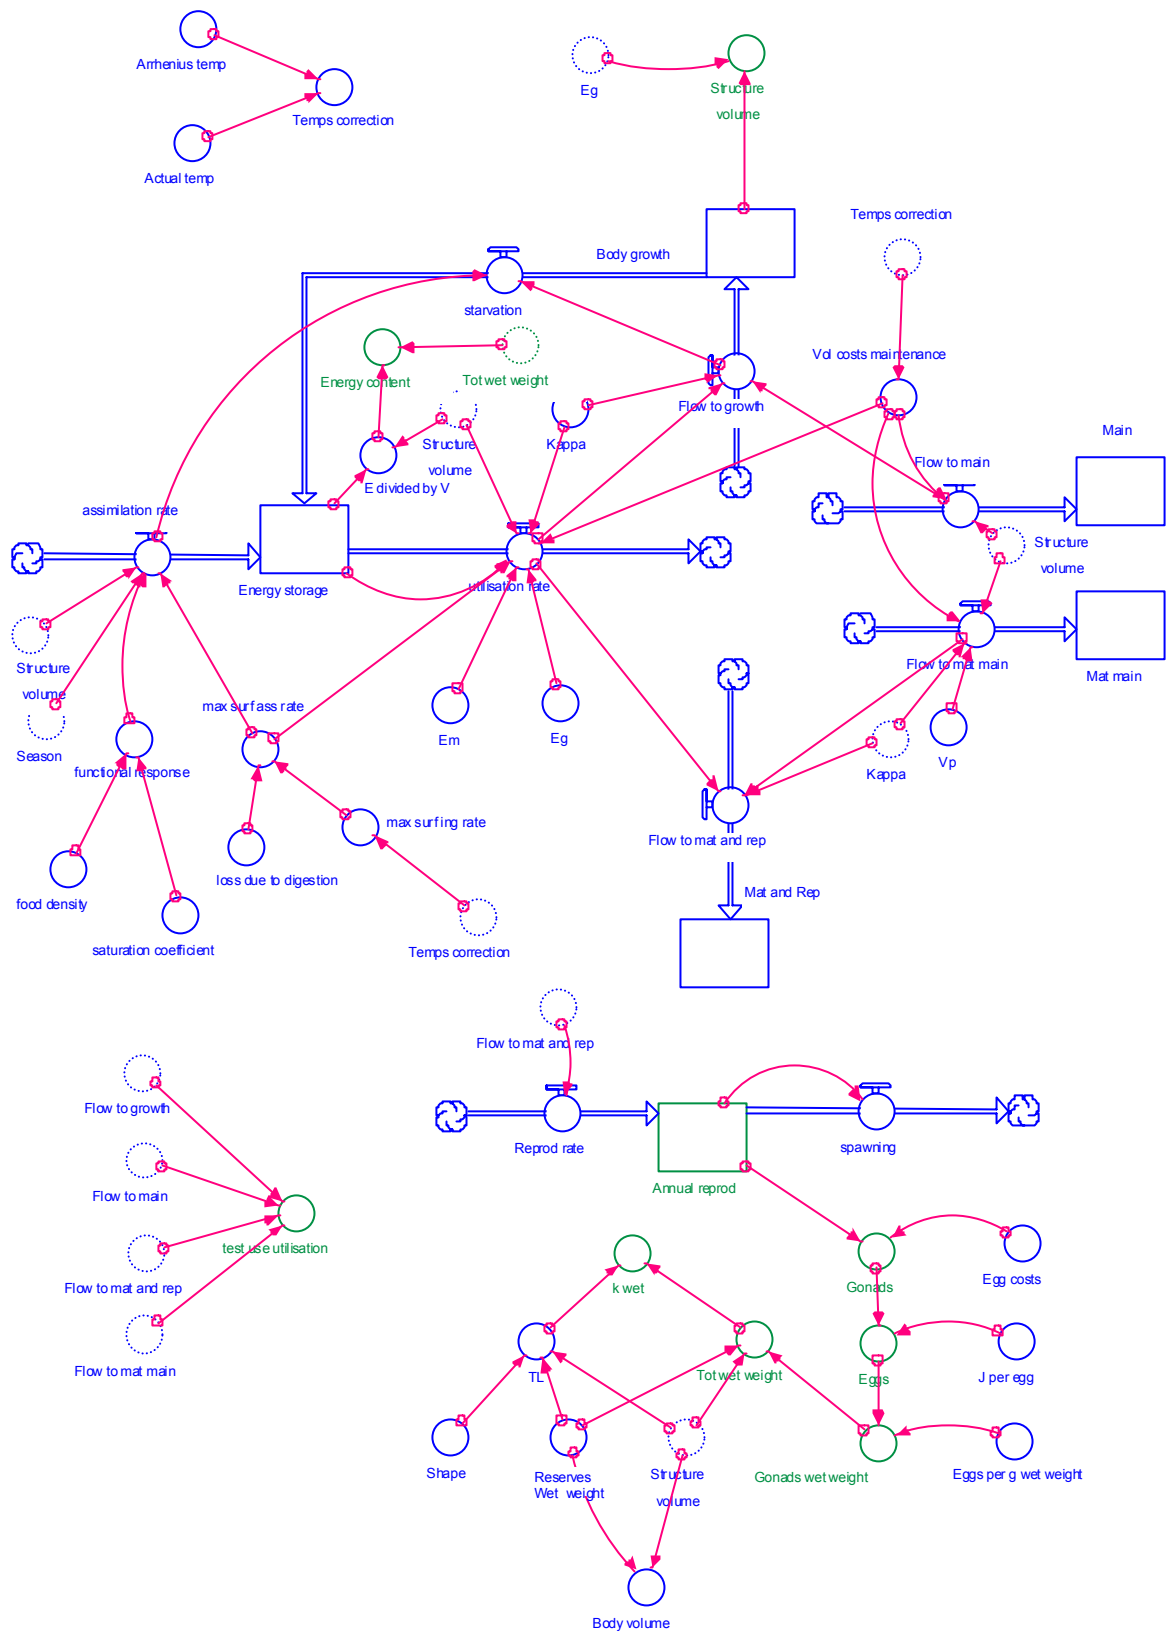 Arrhenius temp
Eg
Structure
volume
Temps correction
Actual temp
Temps correction
Body growth
starvation
Vol costs maintenance
Energy content
Tot wet weight
Flow to growth
Main
Structure
volume
Kappa
Flow to main
E divided by V
assimilation rate
Structure
volume
Energy storage
utilisation rate
Structure
volume
Flow to mat main
Mat main
max surf ass rate
Em
Eg
Season
functional response
Kappa
Vp
max surf ing rate
Flow to mat and rep
loss due to digestion
Mat and Rep
food density
saturation coefficient
Temps correction
Flow to mat and rep
Flow to growth
Reprod rate
spawning
Annual reprod
Flow to main
test use utilisation
Flow to mat and rep
k wet
Gonads
Egg costs
Flow to mat main
TL
Tot wet weight
Eggs
J per egg
Shape
Reserves
Wet weight
Structure
volume
Gonads wet weight
Eggs per g wet weight
Body volume